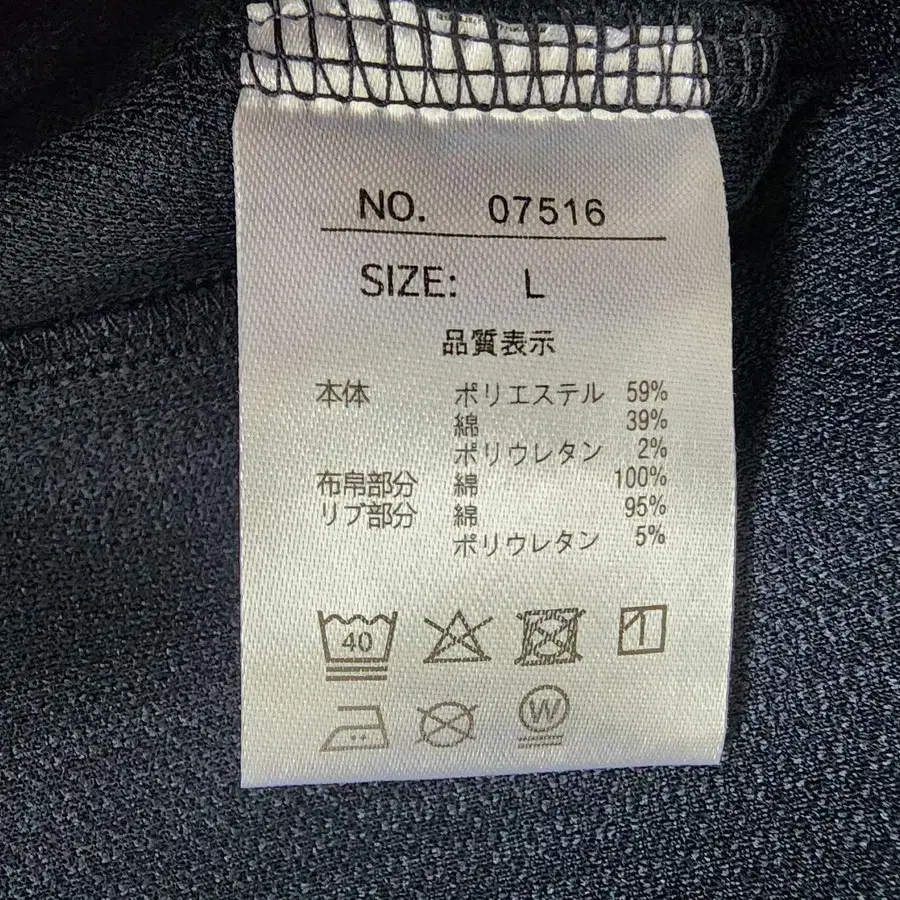 NO. 07516
SIZE: L
品質表示
本体 ポリエステル 59%
綿 39%
ポリウレタン 2%
布帛部分 綿 100%
リブ部分 綿 95%
ポリウレタン 5%
40
W